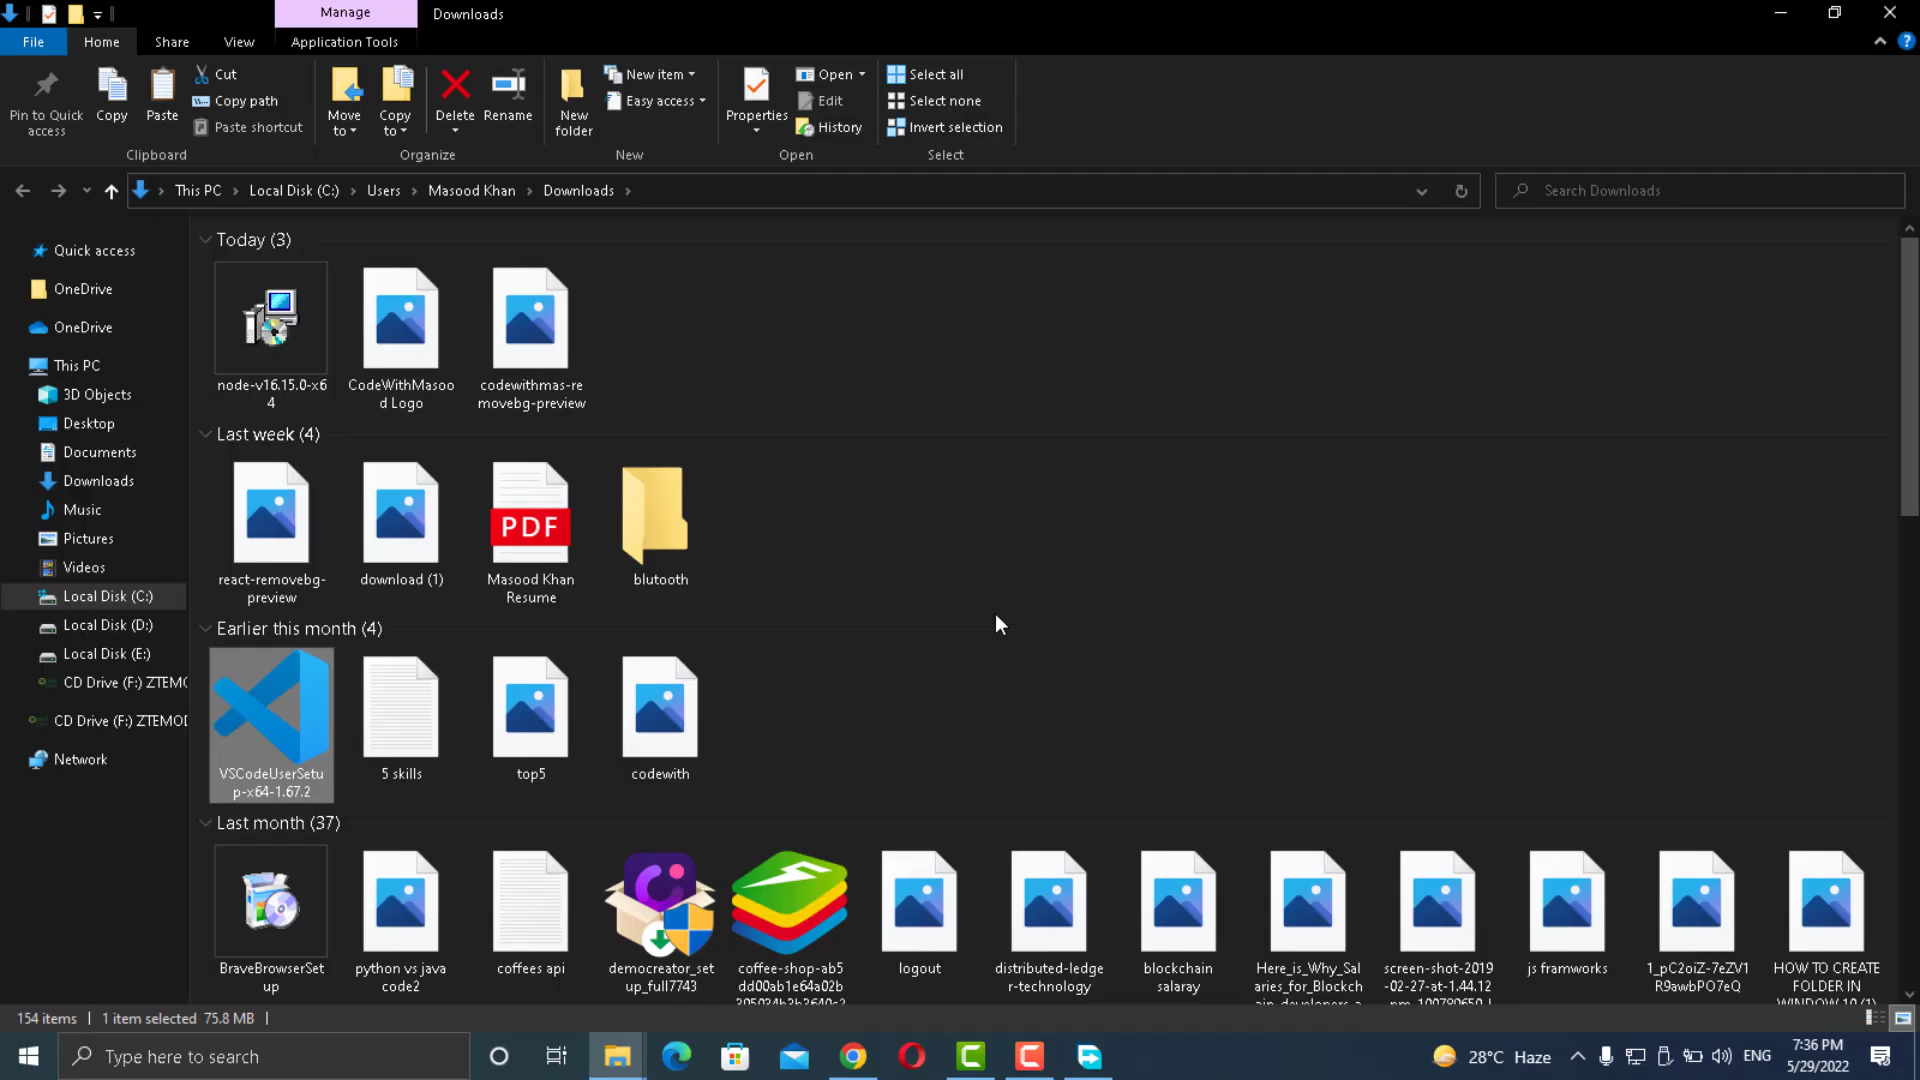 Manage
Downloads
File
Home
Share
View
Application Tools
Pin to Quick
access
Copy
Paste
Cut
Copy path
Paste shortcut
Clipboard
Move
to
Copy
to
Delete
Rename
Organize
New
folder
New item
Easy access
New
Properties
Open
Edit
History
Open
Select all
Select none
Invert selection
Select
This PC
Local Disk (C:)
Users
Masood Khan
Downloads
Search Downloads
Quick access
OneDrive
OneDrive
This PC
3D Objects
Desktop
Documents
Downloads
Music
Pictures
Videos
Local Disk (C:)
Local Disk (D:)
Local Disk (E:)
CD Drive (F:) ZTEMO
CD Drive (F:) ZTEMOD
Network
Today (3)
node-v16.15.0-x6
4
CodeWithMasoo
d Logo
codewithmas-re
movebg-preview
Last week (4)
react-removebg-
preview
download (1)
PDF
Masood Khan
Resume
blutooth
Earlier this month (4)
VSCodeUserSetu
p-x64-1.67.2
5 skills
top5
codewith
Last month (37)
BraveBrowserSet
up
python vs java
code2
coffees api
democreator_set
up_full7743
coffee-shop-ab5
dd00ab1e64a02b
logout
distributed-ledge
r-technology
blockchain
salaray
Here_is_Why_Sal
aries_for_Blockch
screen-shot-2019
-02-27-at-1.44.12
js framworks
1_pC2oiZ-7eZV1
R9awbPO7eQ
HOW TO CREATE
FOLDER IN
WINDOW 10 (1)
154 items
1 item selected 75.8 MB
Type here to search
28°C Haze
ENG
7:36 PM
5/29/2022